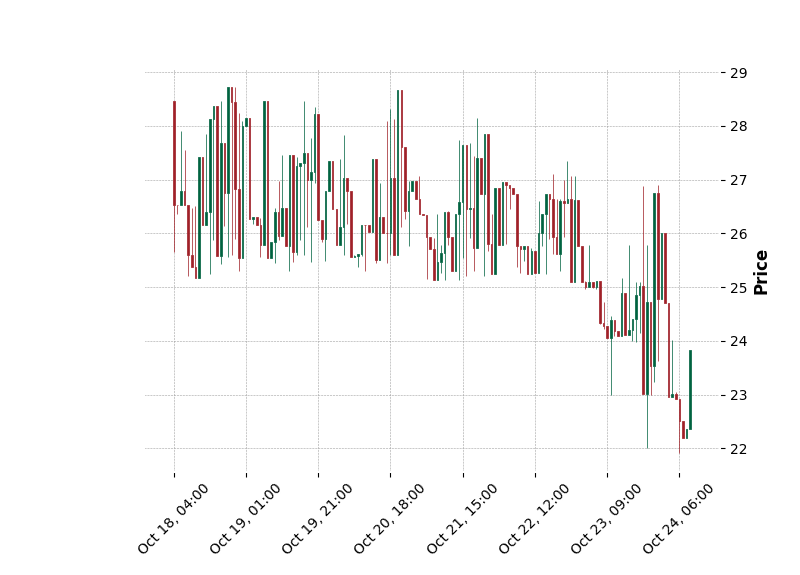 29
28
27
26
25
24
23
22
Price
Oct 18, 04:00
Oct 19, 01:00
Oct 19, 21:00
Oct 20, 18:00
Oct 21, 15:00
Oct 22, 12:00
Oct 23, 09:00
Oct 24, 06:00